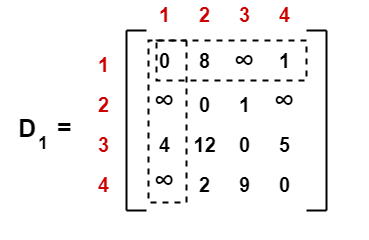 1 2 3 4
1 0 8 ∞ 1
2 ∞ 0 1 ∞
D1 = 3 4 12 0 5
4 ∞ 2 9 0